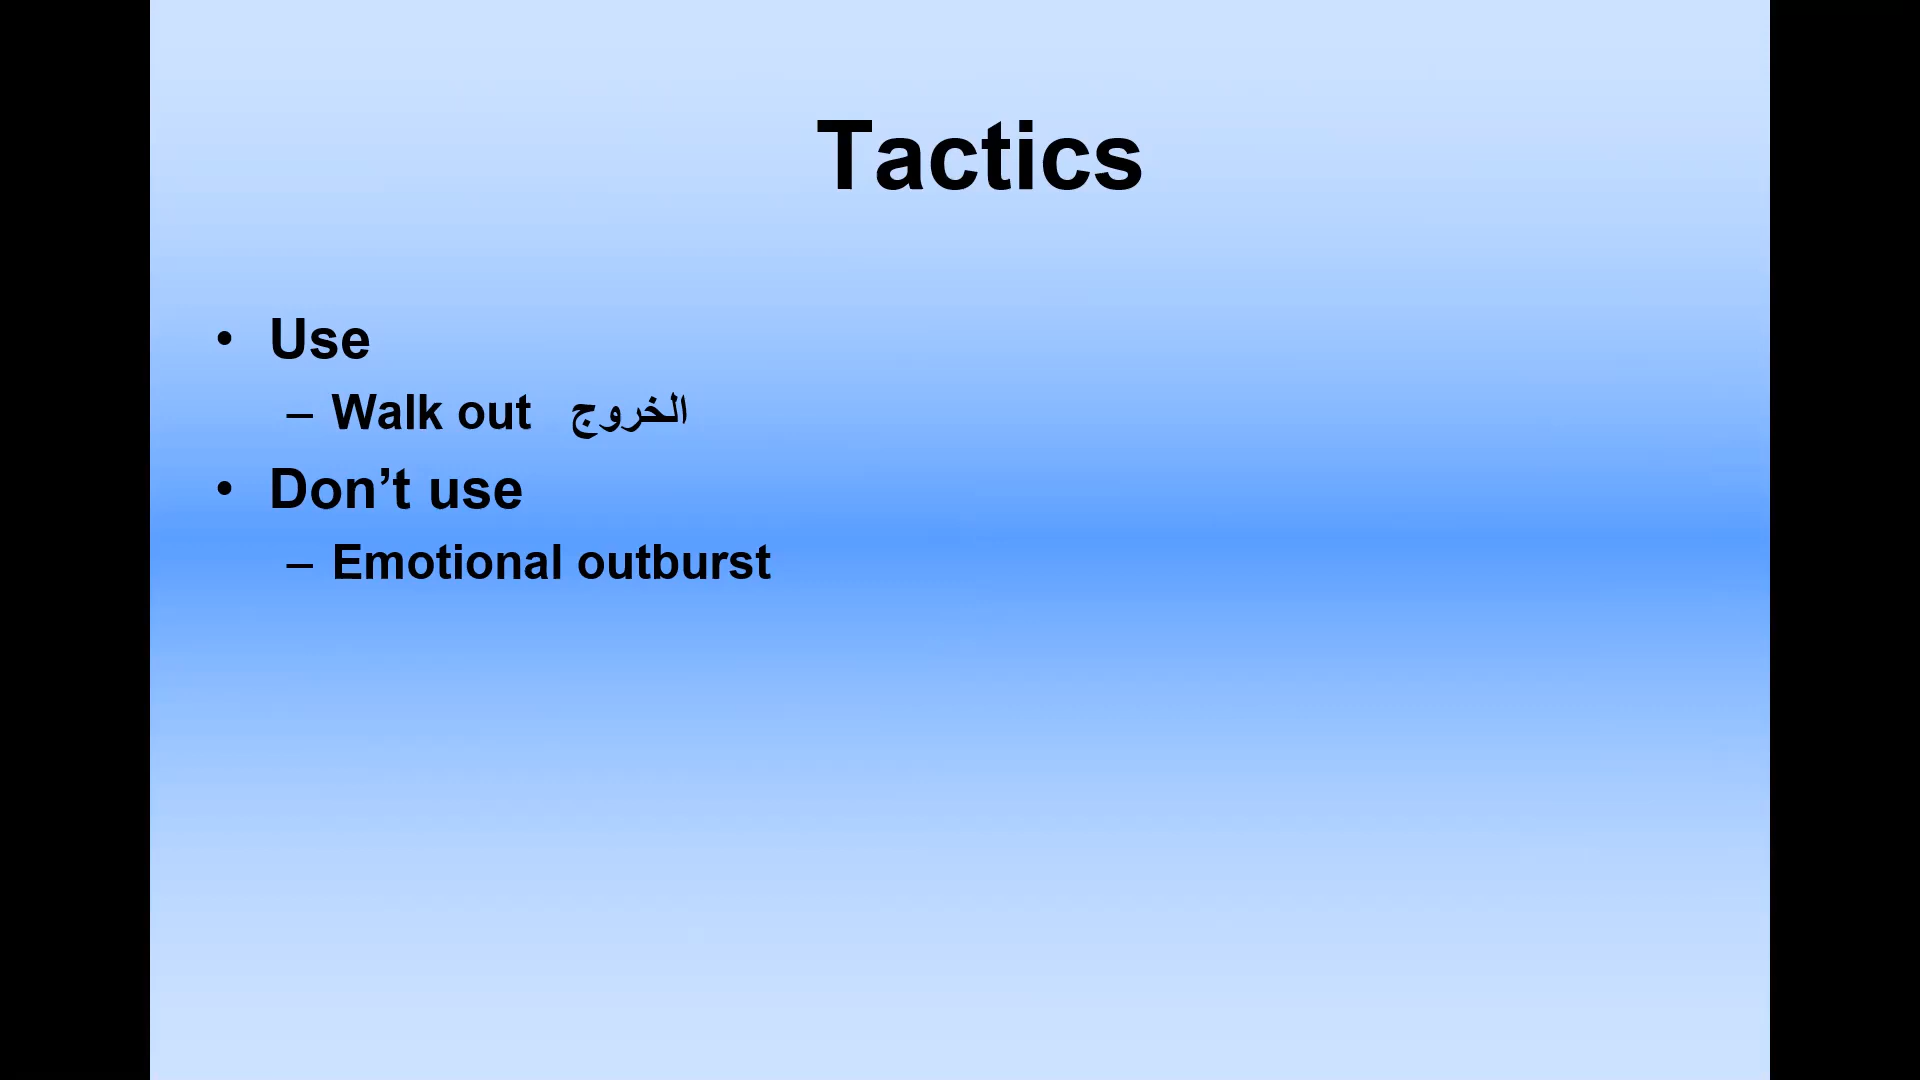 Tactics
• Use
– Walk out الخروج
• Don’t use
– Emotional outburst